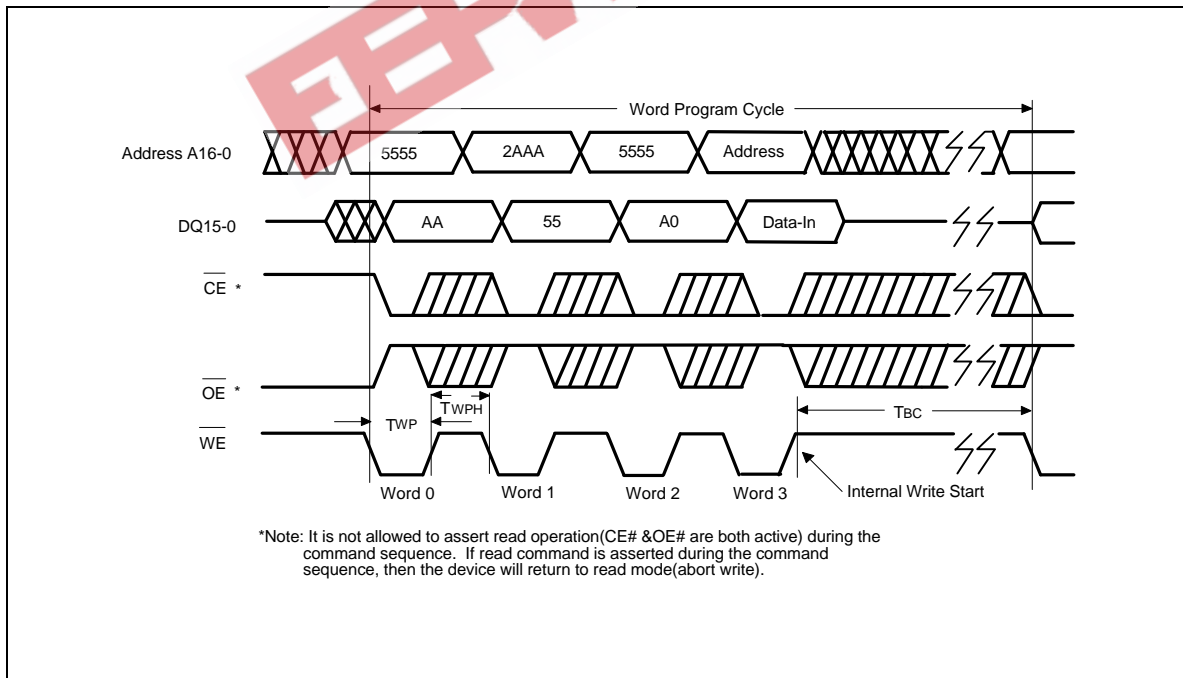 Word Program Cycle
Address A16-0
5555 2AAA 5555 Address
DQ15-0
AA 55 A0 Data-In
CE *
OE *
TWP TWPH TBC
WE
Word 0 Word 1 Word 2 Word 3 Internal Write Start
*Note: It is not allowed to assert read operation(CE# &OE# are both active) during the
command sequence. If read command is asserted during the command
sequence, then the device will return to read mode(abort write).